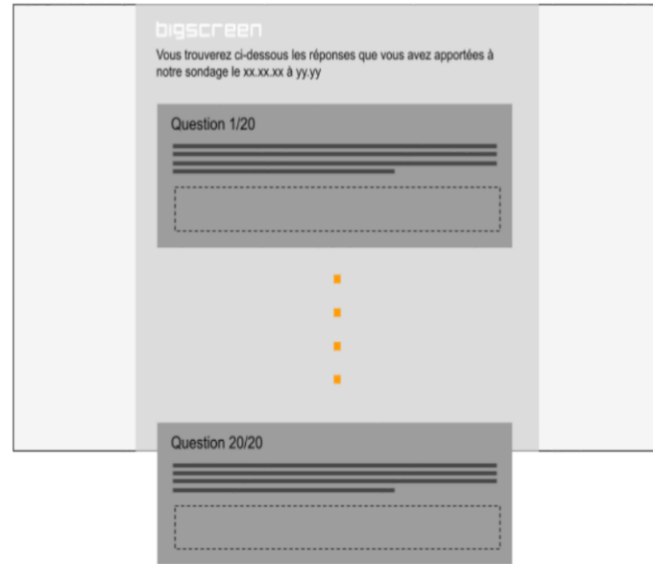 bigscreen
Vous trouverez ci-dessous les réponses que vous avez apportées à
notre sondage le xx.xx.xx à yy.yy
Question 1/20
Question 20/20